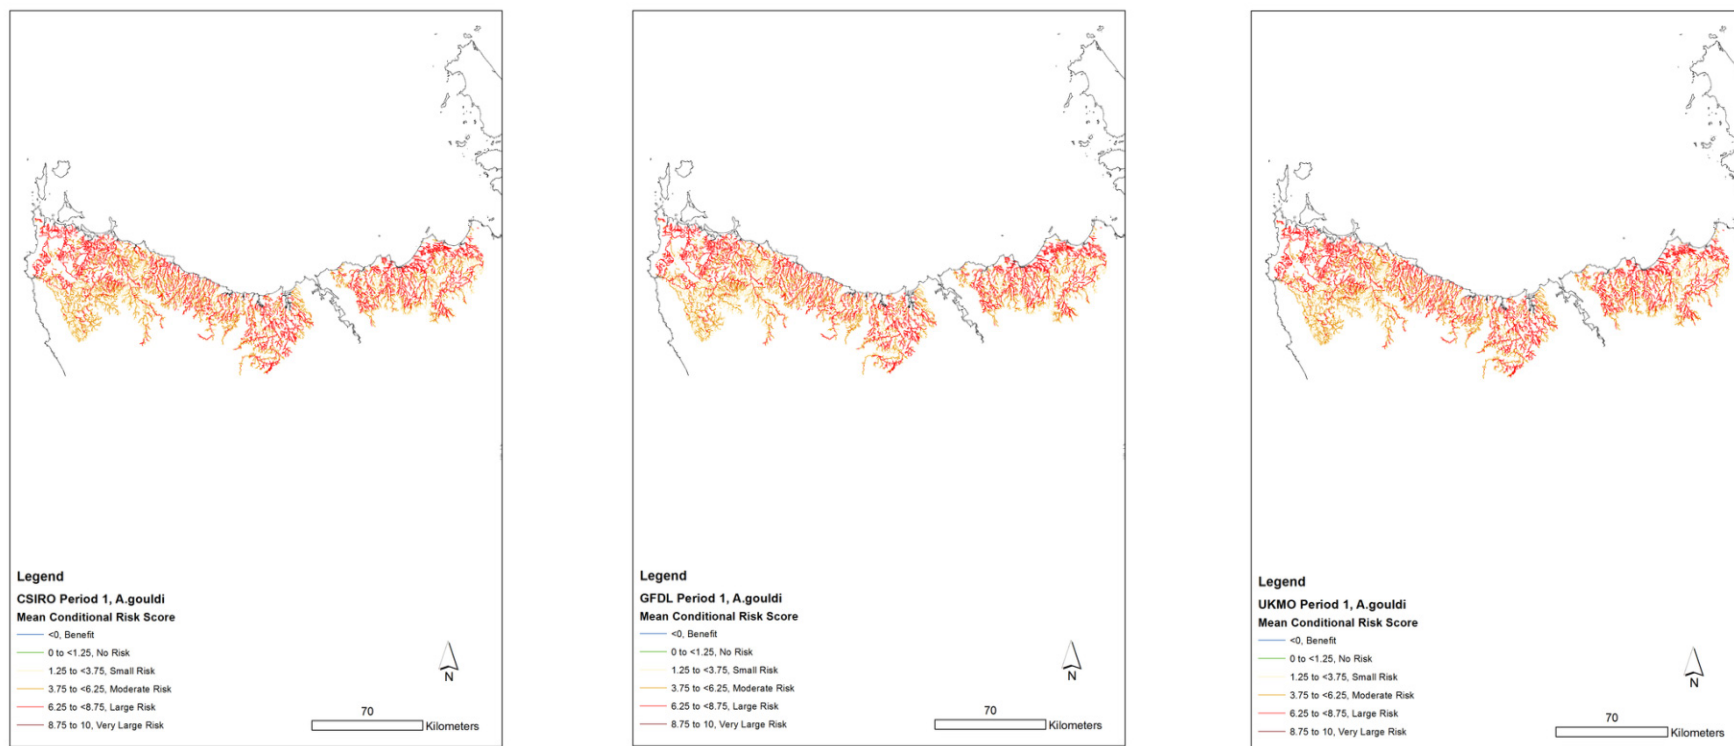 Legend
CSIRO Period 1, A.gouldi
Mean Conditional Risk Score
<0, Benefit
0 to <1.25, No Risk
1.25 to <3.75, Small Risk
3.75 to <6.25, Moderate Risk
6.25 to <8.75, Large Risk
8.75 to 10, Very Large Risk
N
70
Kilometers
Legend
GFDL Period 1, A.gouldi
Mean Conditional Risk Score
<0, Benefit
0 to <1.25, No Risk
1.25 to <3.75, Small Risk
3.75 to <6.25, Moderate Risk
6.25 to <8.75, Large Risk
8.75 to 10, Very Large Risk
N
70
Kilometers
Legend
UKMO Period 1, A.gouldi
Mean Conditional Risk Score
<0, Benefit
0 to <1.25, No Risk
1.25 to <3.75, Small Risk
3.75 to <6.25, Moderate Risk
6.25 to <8.75, Large Risk
8.75 to 10, Very Large Risk
N
70
Kilometers